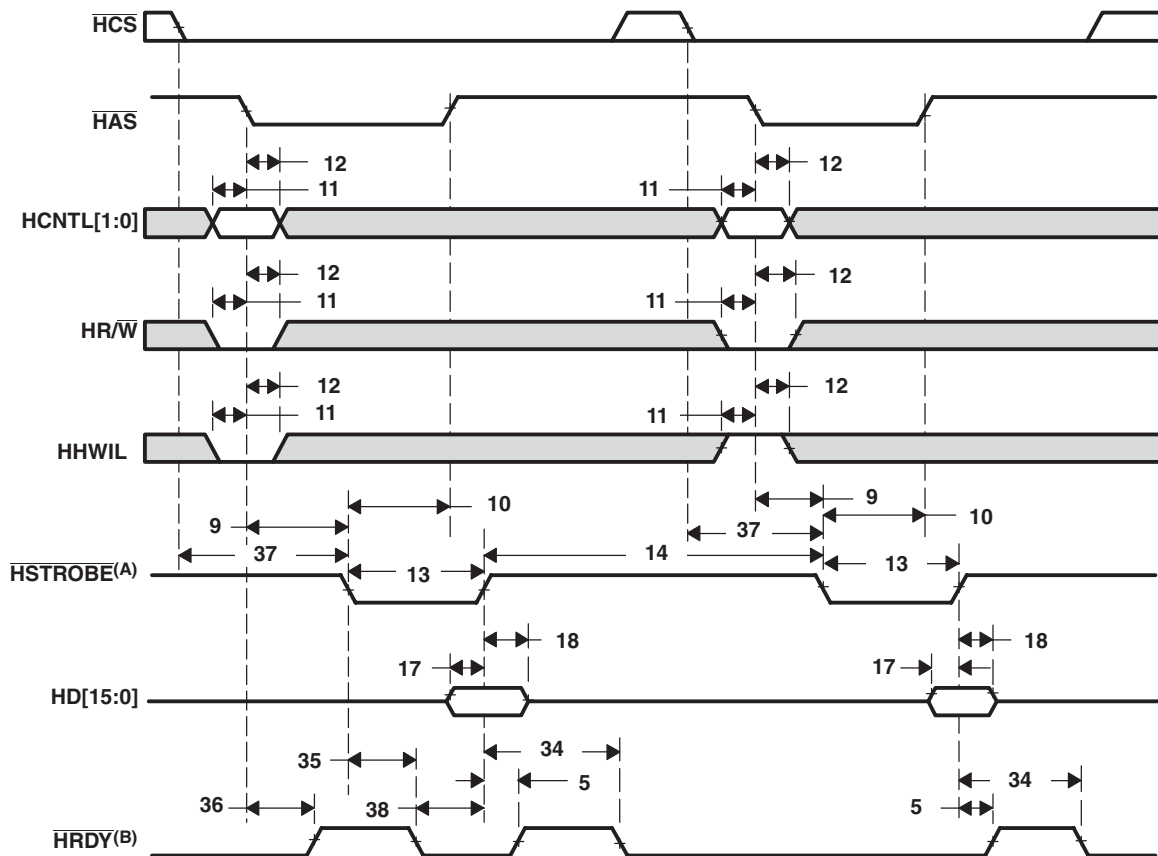 HCS
HAS
12 12
11 11
HCNTL[1:0]
12 12
11 11
HR/W
12 12
11 11
HHWIL
10 9
9 10
37 37
14
HSTROBE(A) 13 13
18 18
17 17
HD[15:0]
34
35 5 34
36 38 5
HRDY(B)